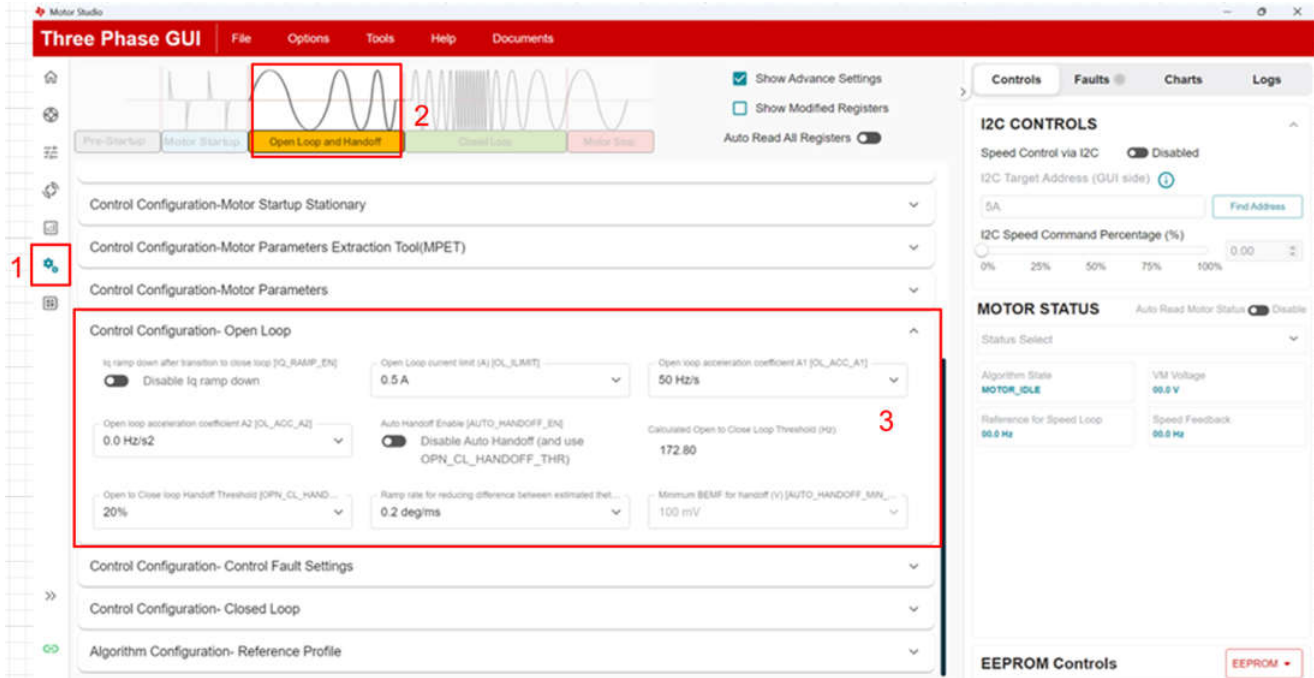 Motor Studio
Three Phase GUI
File
Options
Tools
Help
Documents
1
2
Pre-Startup
Motor Startup
Open Loop and Handoff
Closed Loop
Motor Stop
Show Advance Settings
Show Modified Registers
Auto Read All Registers
Control Configuration-Motor Startup Stationary
Control Configuration-Motor Parameters Extraction Tool(MPET)
Control Configuration-Motor Parameters
Control Configuration- Open Loop
Iq ramp down after transition to close loop [IQ_RAMP_EN]
Disable Iq ramp down
Open Loop current limit (A) [OL_ILIMIT]
0.5 A
Open loop acceleration coefficient A1 [OL_ACC_A1]
50 Hz/s
Open loop acceleration coefficient A2 [OL_ACC_A2]
0.0 Hz/s2
Auto Handoff Enable [AUTO_HANDOFF_EN]
Disable Auto Handoff (and use
OPN_CL_HANDOFF_THR)
Calculated Open to Close Loop Threshold (Hz)
172.80
3
Open to Close loop Handoff Threshold [OPN_CL_HAND...
20%
Ramp rate for reducing difference between estimated thet...
0.2 deg/ms
Minimum BEMF for handoff (V) [AUTO_HANDOFF_MIN_...
100 mV
Control Configuration- Control Fault Settings
Control Configuration- Closed Loop
Algorithm Configuration- Reference Profile
Controls
Faults
Charts
Logs
I2C CONTROLS
Speed Control via I2C
Disabled
I2C Target Address (GUI side)
5A
Find Address
I2C Speed Command Percentage (%)
0.00
0%
25%
50%
75%
100%
MOTOR STATUS
Auto Read Motor Status
Disable
Status Select
Algorithm State
MOTOR_IDLE
VM Voltage
00.0 V
Reference for Speed Loop
00.0 Hz
Speed Feedback
00.0 Hz
EEPROM Controls
EEPROM